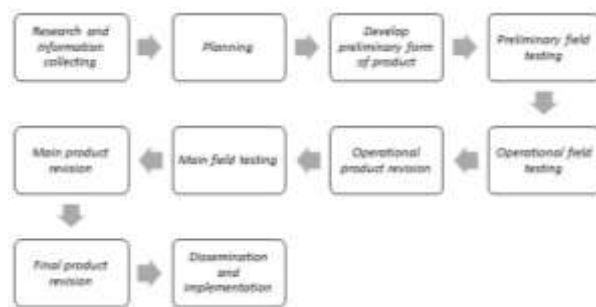 Research and
information
collecting
Planning
Develop
preliminary form
of product
Preliminary field
testing
Main product
revision
Main field testing
Operational
product revision
Operational field
testing
Final product
revision
Dissemination
and
implementation